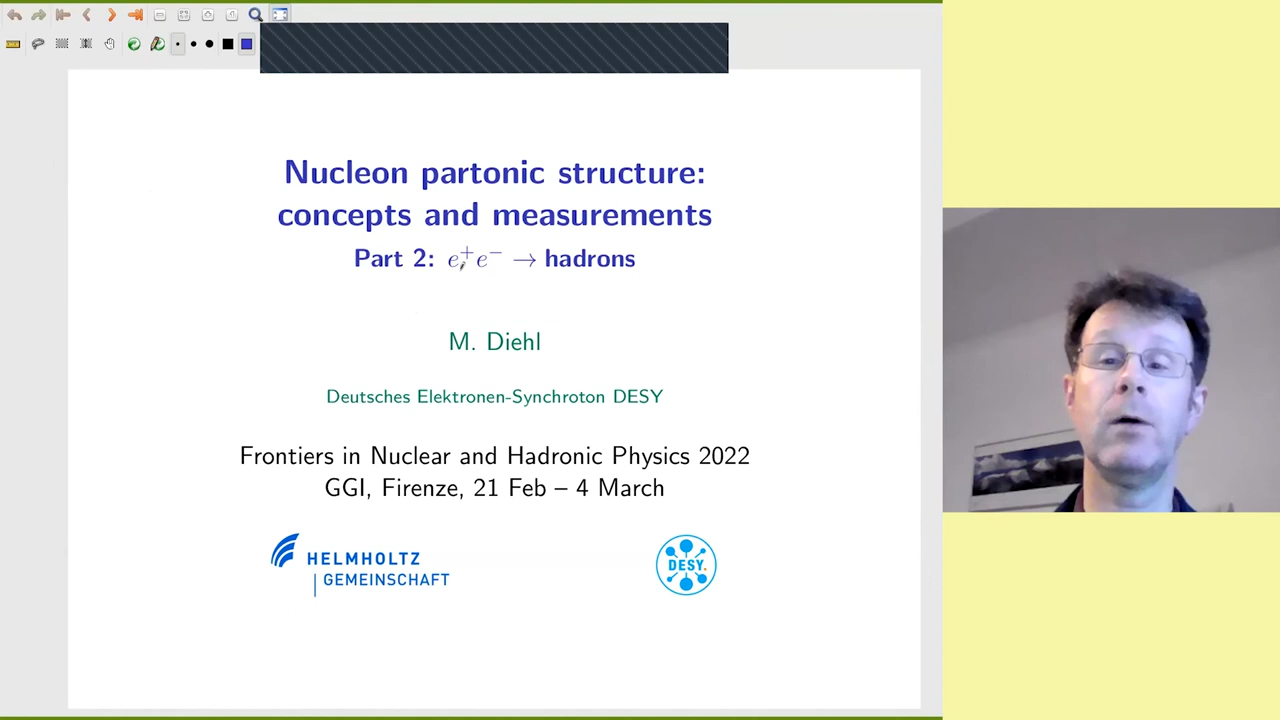 Nucleon partonic structure:
concepts and measurements
Part 2: e⁺e⁻ → hadrons
M. Diehl
Deutsches Elektronen-Synchroton DESY
Frontiers in Nuclear and Hadronic Physics 2022
GGI, Firenze, 21 Feb – 4 March
HELMHOLTZ
GEMEINSCHAFT
DESY.